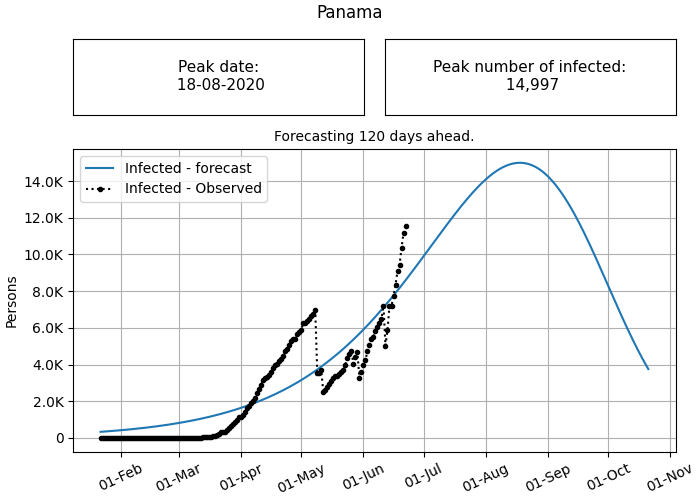 Panama
Peak date:
18-08-2020
Peak number of infected:
14,997
Forecasting 120 days ahead.
Infected - forecast
Infected - Observed
Persons
14.0K
12.0K
10.0K
8.0K
6.0K
4.0K
2.0K
0
01-Feb
01-Mar
01-Apr
01-May
01-Jun
01-Jul
01-Aug
01-Sep
01-Oct
01-Nov